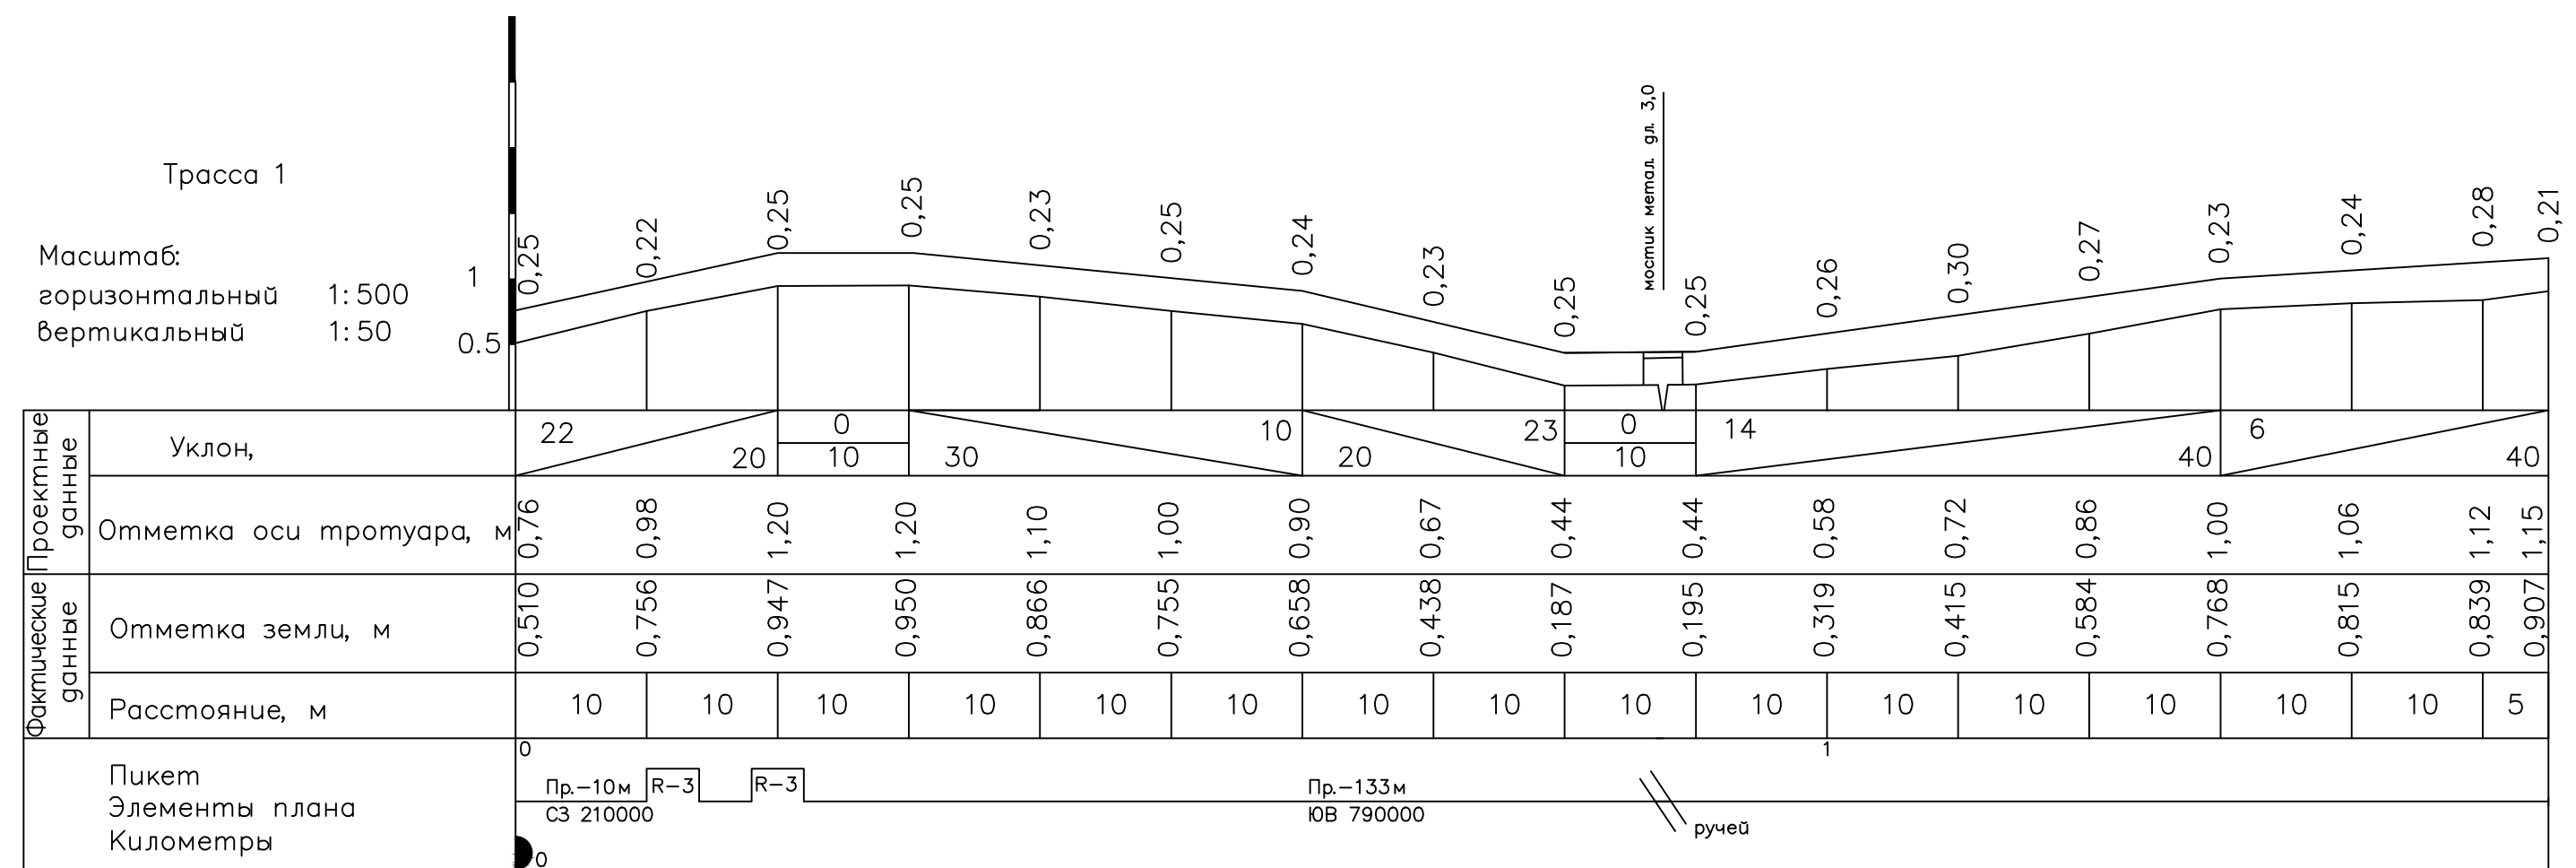 мостик метал. дл. 3,0
Трасса 1
Масштаб:
горизонтальный 1:500
вертикальный 1:50
1
0.5
0,25 0,22 0,25 0,25 0,23 0,25 0,24 0,23 0,25 0,25 0,26 0,30 0,27 0,23 0,24 0,28 0,21
Проектные данные
Уклон,
22 20 0 10 30 10 20 23 0 10 14 40 6 40
Отметка оси тротуара, м
0,76 0,98 1,20 1,20 1,10 1,00 0,90 0,67 0,44 0,44 0,58 0,72 0,86 1,00 1,06 1,12 1,15
Фактические данные
Отметка земли, м
0,510 0,756 0,947 0,950 0,866 0,755 0,658 0,438 0,187 0,195 0,319 0,415 0,584 0,768 0,815 0,839 0,907
Расстояние, м
10 10 10 10 10 10 10 10 10 10 10 10 10 10 10 5
0 1
Пикет
Элементы плана
Километры
Пр.-10м R-3 R-3 Пр.-133м
СЗ 210000 ЮВ 790000
ручей
0